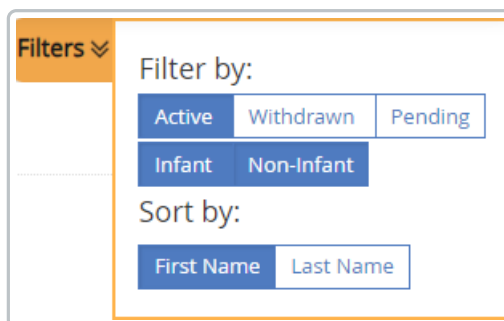 Filters
Filter by:
Active Withdrawn Pending
Infant Non-Infant
Sort by:
First Name Last Name